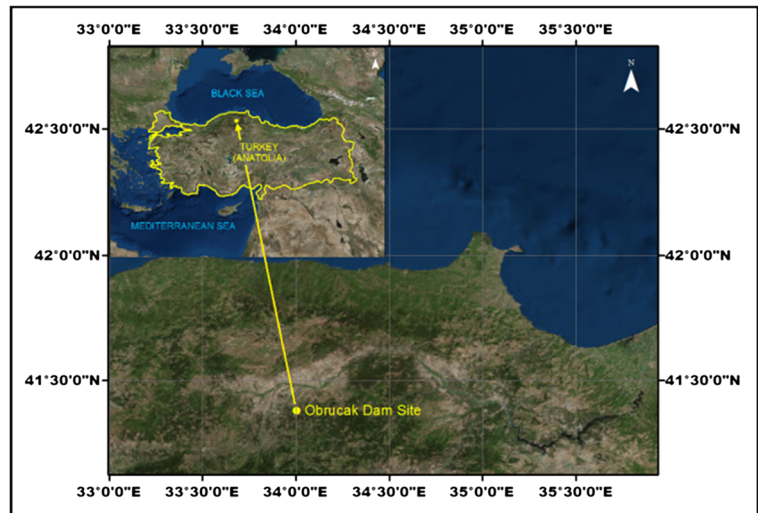 33°0'0"E 33°30'0"E 34°0'0"E 34°30'0"E 35°0'0"E 35°30'0"E
N
BLACK SEA
42°30'0"N 42°30'0"N
TURKEY
(ANATOLIA)
MEDITERRANEAN SEA
42°0'0"N 42°0'0"N
41°30'0"N 41°30'0"N
Obrucak Dam Site
33°0'0"E 33°30'0"E 34°0'0"E 34°30'0"E 35°0'0"E 35°30'0"E